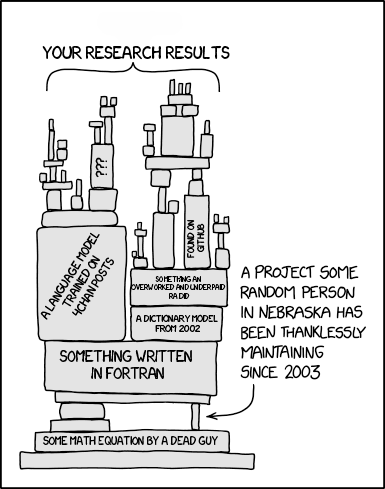 YOUR RESEARCH RESULTS
???
FOUND ON
GITHUB
A LANGUAGE MODEL
TRAINED ON
4CHAN POSTS
SOMETHING AN
OVERWORKED AND UNDERPAID
RA DID
A DICTIONARY MODEL
FROM 2002
SOMETHING WRITTEN
IN FORTRAN
A PROJECT SOME
RANDOM PERSON
IN NEBRASKA HAS
BEEN THANKLESSLY
MAINTAINING
SINCE 2003
SOME MATH EQUATION BY A DEAD GUY